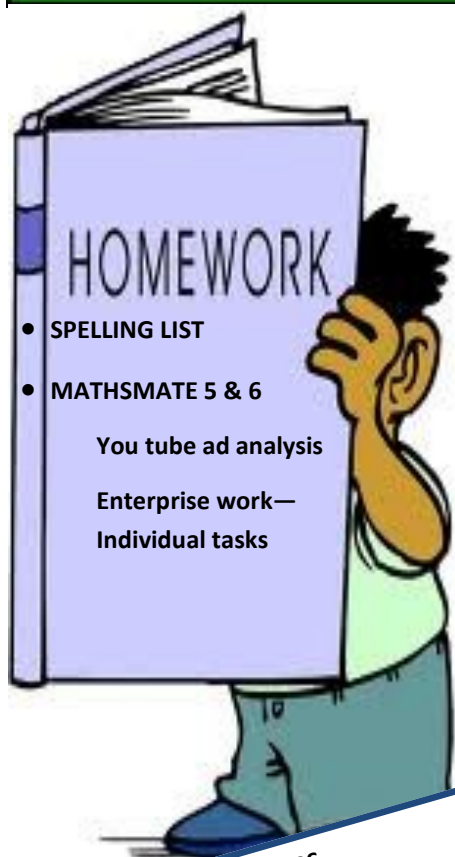 HOMEWORK
• SPELLING LIST
• MATHSMATE 5 & 6
You tube ad analysis
Enterprise work—
Individual tasks